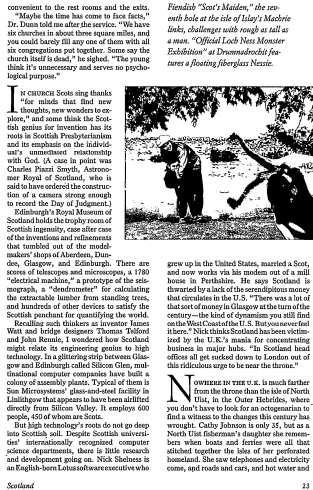 convenient to the rest rooms and the exits.
"Maybe the time has come to face facts,"
Dr. Dunn told me after the service. "We have
six churches in about three square miles, and
you could barely fill any one of them with all
six congregations put together. Some say the
church itself is dead," he sighed. "The young
think it's unnecessary and serves no psycho-
logical purpose."
IN CHURCH Scots sing thanks
"for minds that find new
thoughts, new wonders to ex-
plore," and some think the Scot-
tish genius for invention has its
roots in Scottish Presbyterianism
and its emphasis on the individ-
ual's unmediated relationship
with God. (A case in point was
Charles Piazzi Smyth, Astrono-
mer Royal of Scotland, who is
said to have ordered the construc-
tion of a camera strong enough
to record the Day of Judgment.)
Edinburgh's Royal Museum of
Scotland holds the trophy room of
Scottish ingenuity, case after case
of the inventions and refinements
that tumbled out of the model-
makers' shops of Aberdeen, Dun-
dee, Glasgow, and Edinburgh. There are
scores of telescopes and microscopes, a 1780
"electrical machine," a prototype of the seis-
mograph, a "dendrometer" for calculating
the extractable lumber from standing trees,
and hundreds of other devices to satisfy the
Scottish penchant for quantifying the world.
Recalling such thinkers as inventor James
Watt and bridge designers Thomas Telford
and John Rennie, I wondered how Scotland
might relate its engineering genius to high
technology. In a glittering strip between Glas-
gow and Edinburgh called Silicon Glen, mul-
tinational computer companies have built a
colony of assembly plants. Typical of them is
Sun Microsystems' glass-and-steel facility in
Linlithgow that appears to have been airlifted
directly from Silicon Valley. It employs 600
people, 450 of whom are Scots.
But high technology's roots do not go deep
into Scottish soil. Despite Scottish universi-
ties' internationally recognized computer
science departments, there is little research
and development going on. Nick Shelness is
an English-born Lotus software executive who
Fiendish "Scot's Maiden," the sev-
enth hole at the isle of Islay's Machrie
links, challenges with rough as tall as
a man. "Official Loch Ness Monster
Exhibition" at Drumnadrochit fea-
tures a floating fiberglass Nessie.
grew up in the United States, married a Scot,
and now works via his modem out of a mill
house in Perthshire. He says Scotland is
thwarted by a lack of the serendipitous money
that circulates in the U.S. "There was a lot of
that sort of money in Glasgow at the turn of the
century—the kind of dynamism you still find
on the West Coast of the U.S. But you never feel
it here." Nick thinks Scotland has been victim-
ized by the U.K.'s mania for concentrating
business in major hubs. "In Scotland head
offices all get sucked down to London out of
this ridiculous urge to be near the throne."
NOWHERE IN THE U.K. is much farther
from the throne than the isle of North
Uist, in the Outer Hebrides, where
you don't have to look for an octogenarian to
find a witness to the changes this century has
wrought. Cathy Johnson is only 35, but as a
North Uist fisherman's daughter she remem-
bers when boats and ferries were all that
stitched together the isles of her perforated
homeland. She saw telephones and electricity
come, and roads and cars, and hot water and
Scotland
23